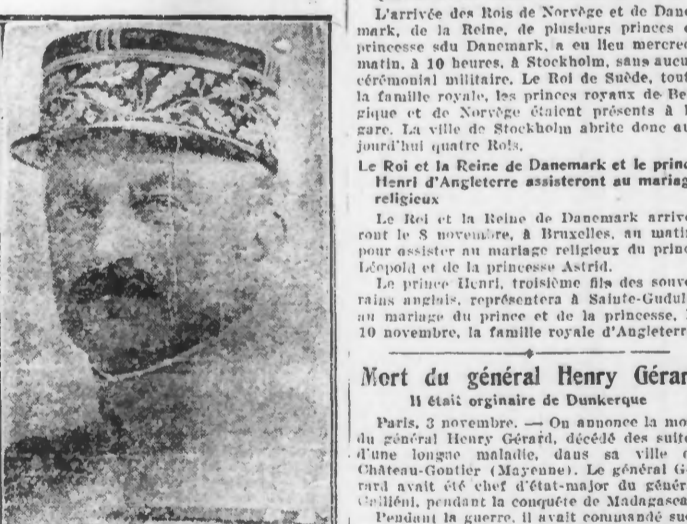 L'arrivée des Rois de Norvège et de Dane
mark, de la Reine, de plusieurs princes e
princesse sdu Danemark, a eu lieu mercre
matin, à 10 heures, à Stockholm, sans aucu
cérémonial militaire. Le Roi de Suède, tout
la famille royale, les princes royaux de Be
gique et de Norvège étaient présents à l
gare. La ville de Stockholm abrite donc au
jourd'hui quatre Rois.
Le Roi et la Reine de Danemark et le princ
Henri d'Angleterre assisteront au mariag
religieux
Le Roi et la Reine de Danemark arrive
ront le 8 novembre, à Bruxelles, au matin
pour assister au mariage religieux du princ
Léopold et de la princesse Astrid.
Le prince Henri, troisième fils des souve
rains anglais, représentera à Sainte-Gudul
au mariage du prince et de la princesse, l
10 novembre, la famille royale d'Angleterr
Mort du général Henry Gérar
Il était orginaire de Dunkerque
Paris, 3 novembre. — On annonce la mo
du général Henry Gérard, décédé des suite
d'une longue maladie, dans sa ville d
Château-Gontier (Mayenne). Le général G
rard avait été chef d'état-major du génér
Galliéni, pendant la conquête de Madagasca
Pendant la guerre, il avait commandé suc